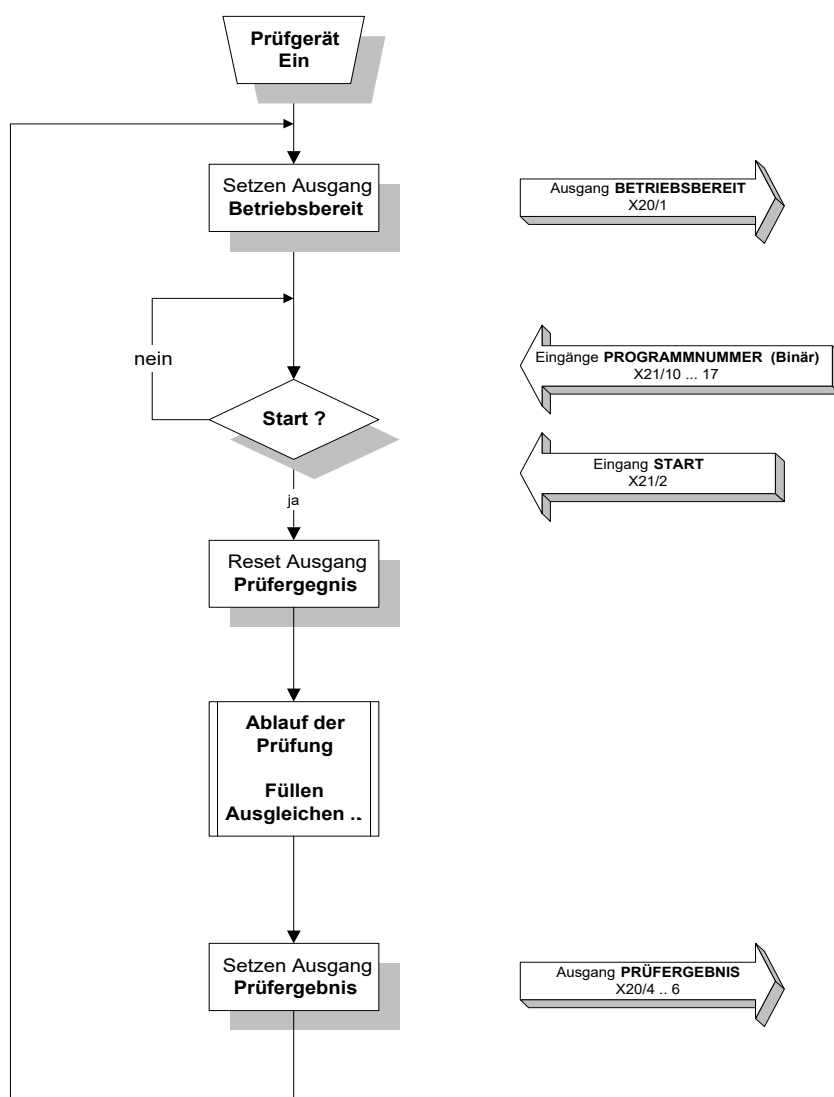 Prüfgerät
Ein
Setzen Ausgang
Betriebsbereit
Ausgang BETRIEBSBEREIT
X20/1
nein
Eingänge PROGRAMMNUMMER (Binär)
X21/10 ... 17
Start ?
Eingang START
X21/2
ja
Reset Ausgang
Prüfergegnis
Ablauf der
Prüfung
Füllen
Ausgleichen ..
Setzen Ausgang
Prüfergebnis
Ausgang PRÜFERGEBNIS
X20/4 .. 6